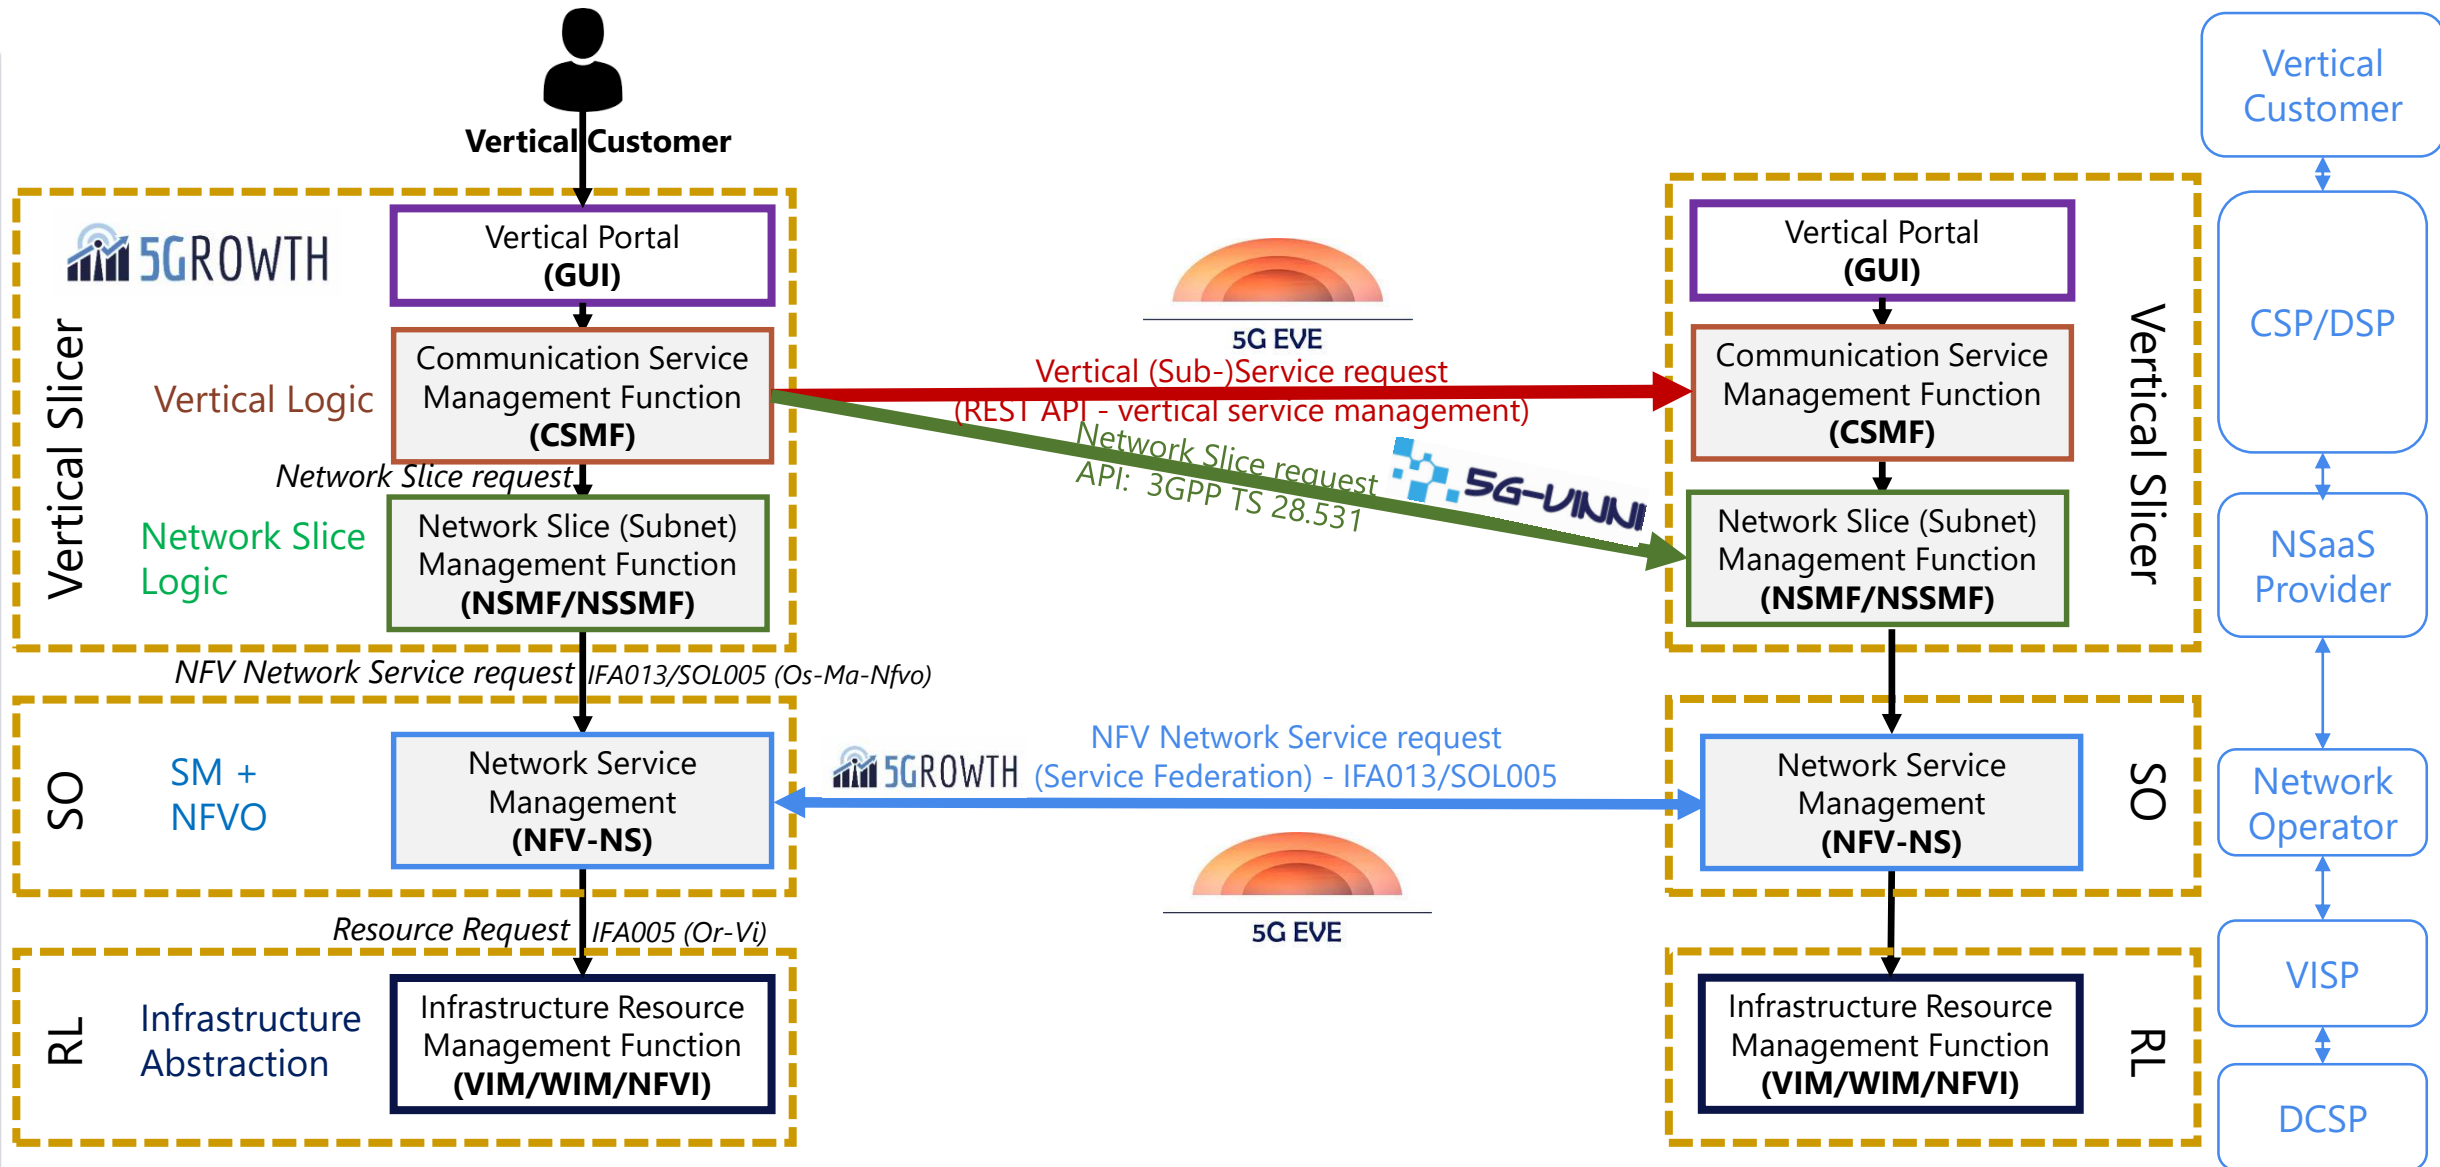 Vertical Customer
5GROWTH
Vertical Slicer
Vertical Portal
(GUI)
Vertical Logic
Communication Service
Management Function
(CSMF)
Network Slice request
Network Slice
Logic
Network Slice (Subnet)
Management Function
(NSMF/NSSMF)
NFV Network Service request
IFA013/SOL005 (Os-Ma-Nfvo)
SO
SM +
NFVO
Network Service
Management
(NFV-NS)
Resource Request
IFA005 (Or-Vi)
RL
Infrastructure
Abstraction
Infrastructure Resource
Management Function
(VIM/WIM/NFVI)
5G EVE
Vertical (Sub-)Service request
(REST API - vertical service management)
Network Slice request
API: 3GPP TS 28.531
5G-VINNI
5GROWTH
NFV Network Service request
(Service Federation) - IFA013/SOL005
5G EVE
Vertical Portal
(GUI)
Communication Service
Management Function
(CSMF)
Network Slice (Subnet)
Management Function
(NSMF/NSSMF)
Vertical Slicer
Network Service
Management
(NFV-NS)
SO
Infrastructure Resource
Management Function
(VIM/WIM/NFVI)
RL
Vertical
Customer
CSP/DSP
NSaaS
Provider
Network
Operator
VISP
DCSP